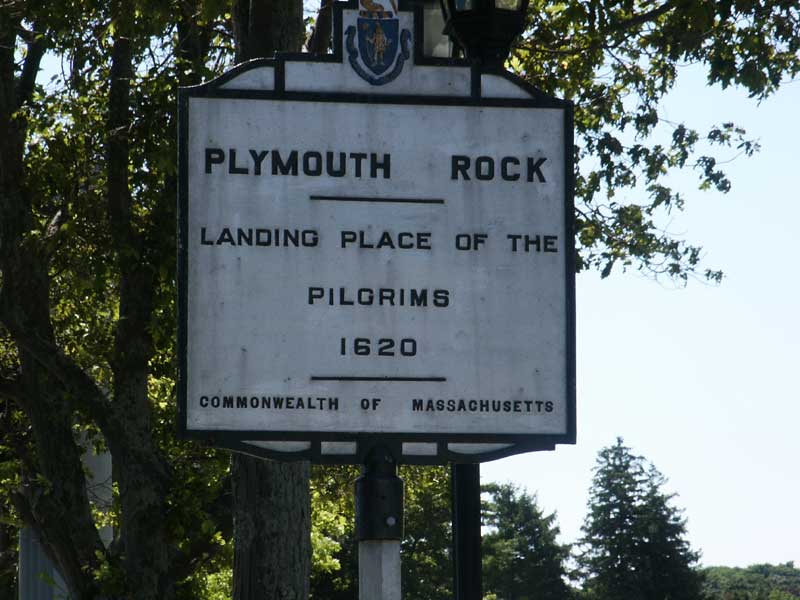 PLYMOUTH ROCK
LANDING PLACE OF THE
PILGRIMS
1620
COMMONWEALTH OF MASSACHUSETTS